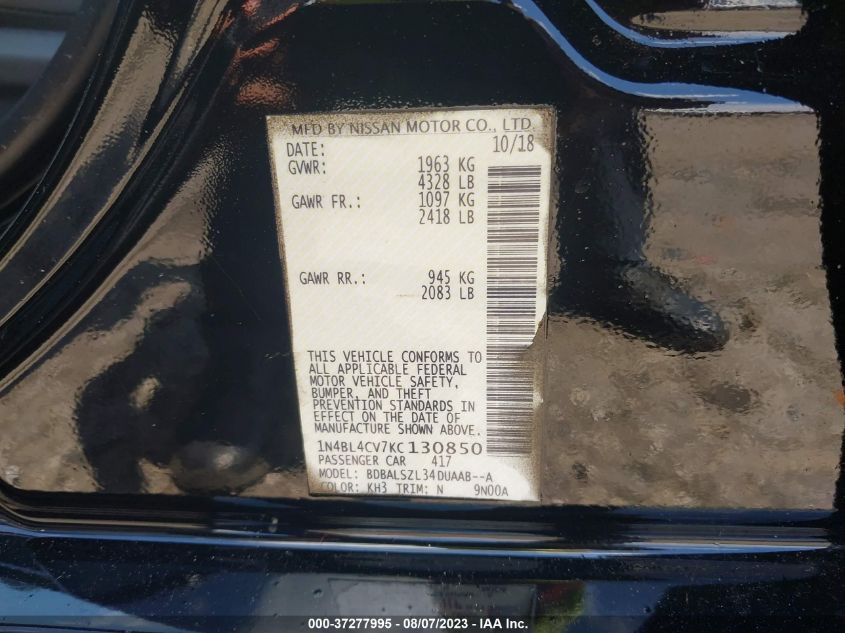 MFD BY NISSAN MOTOR CO., LTD.
DATE: 10/18
GVWR: 1963 KG
4328 LB
GAWR FR.: 1097 KG
2418 LB
GAWR RR.: 945 KG
2083 LB
THIS VEHICLE CONFORMS TO
ALL APPLICABLE FEDERAL
MOTOR VEHICLE SAFETY,
BUMPER, AND THEFT
PREVENTION STANDARDS IN
EFFECT ON THE DATE OF
MANUFACTURE SHOWN ABOVE.
1N4BL4CV7KC130850
PASSENGER CAR 417
MODEL: BDBALSZL34DUAAB--A
COLOR: KH3 TRIM: N 9N00A
000-37277995 - 08/07/2023 - IAA Inc.